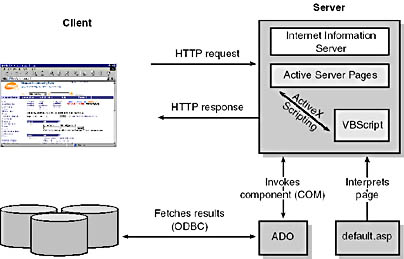 Client
Server
HTTP request
HTTP response
Internet Information
Server
Active Server Pages
ActiveX
Scripting
VBScript
Invokes
component (COM)
Interprets
page
Fetches results
(ODBC)
ADO
default.asp